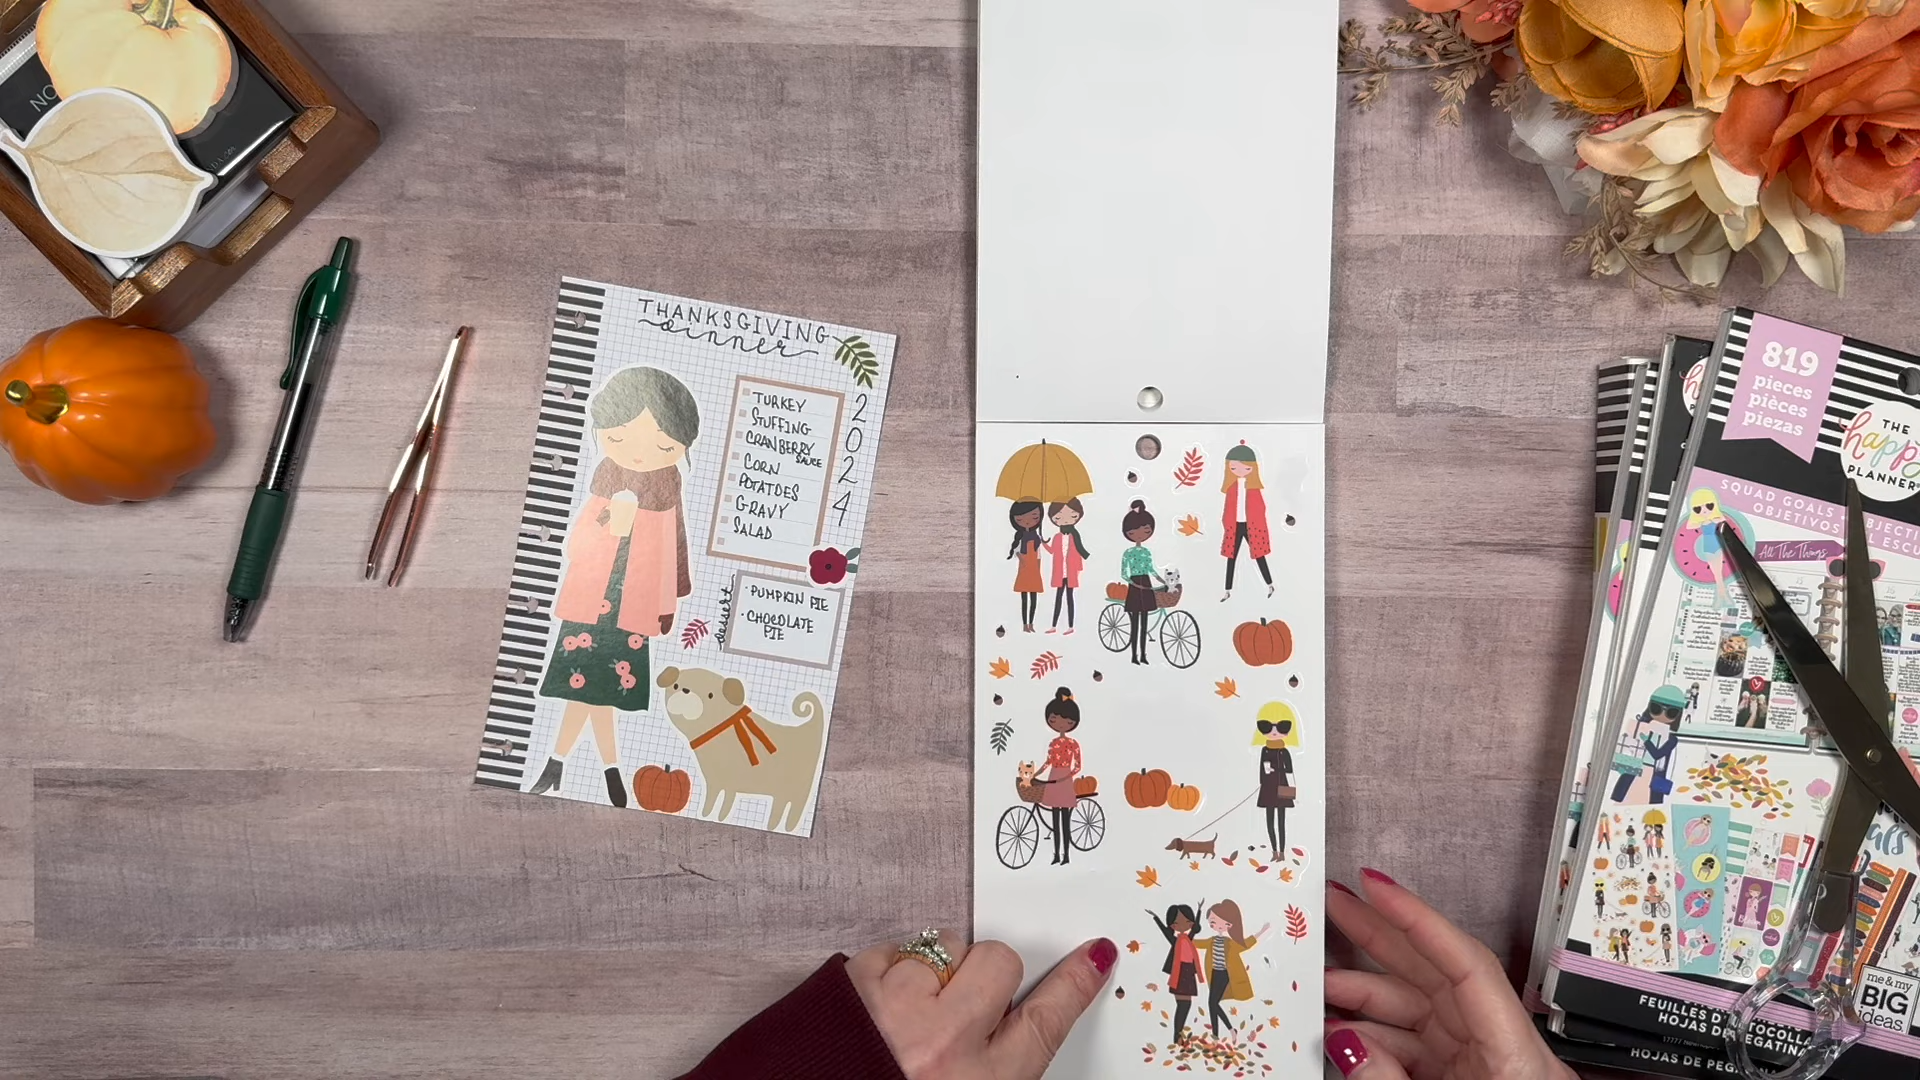 NO
THANKSGIVING
dinner
2024
TURKEY
STUFFING
CRANBERRY
SAUCE
CORN
POTATOES
GRAVY
SALAD
dessert
· PUMPKIN PIE
· CHOCOLATE
PIE
819
pieces
pièces
piezas
THE
happy
PLANNER
SQUAD GOALS
OBJETIVOS
All The Things
me & my
BIG
ideas
FEUILLES
HOJAS DE
HOJAS DE